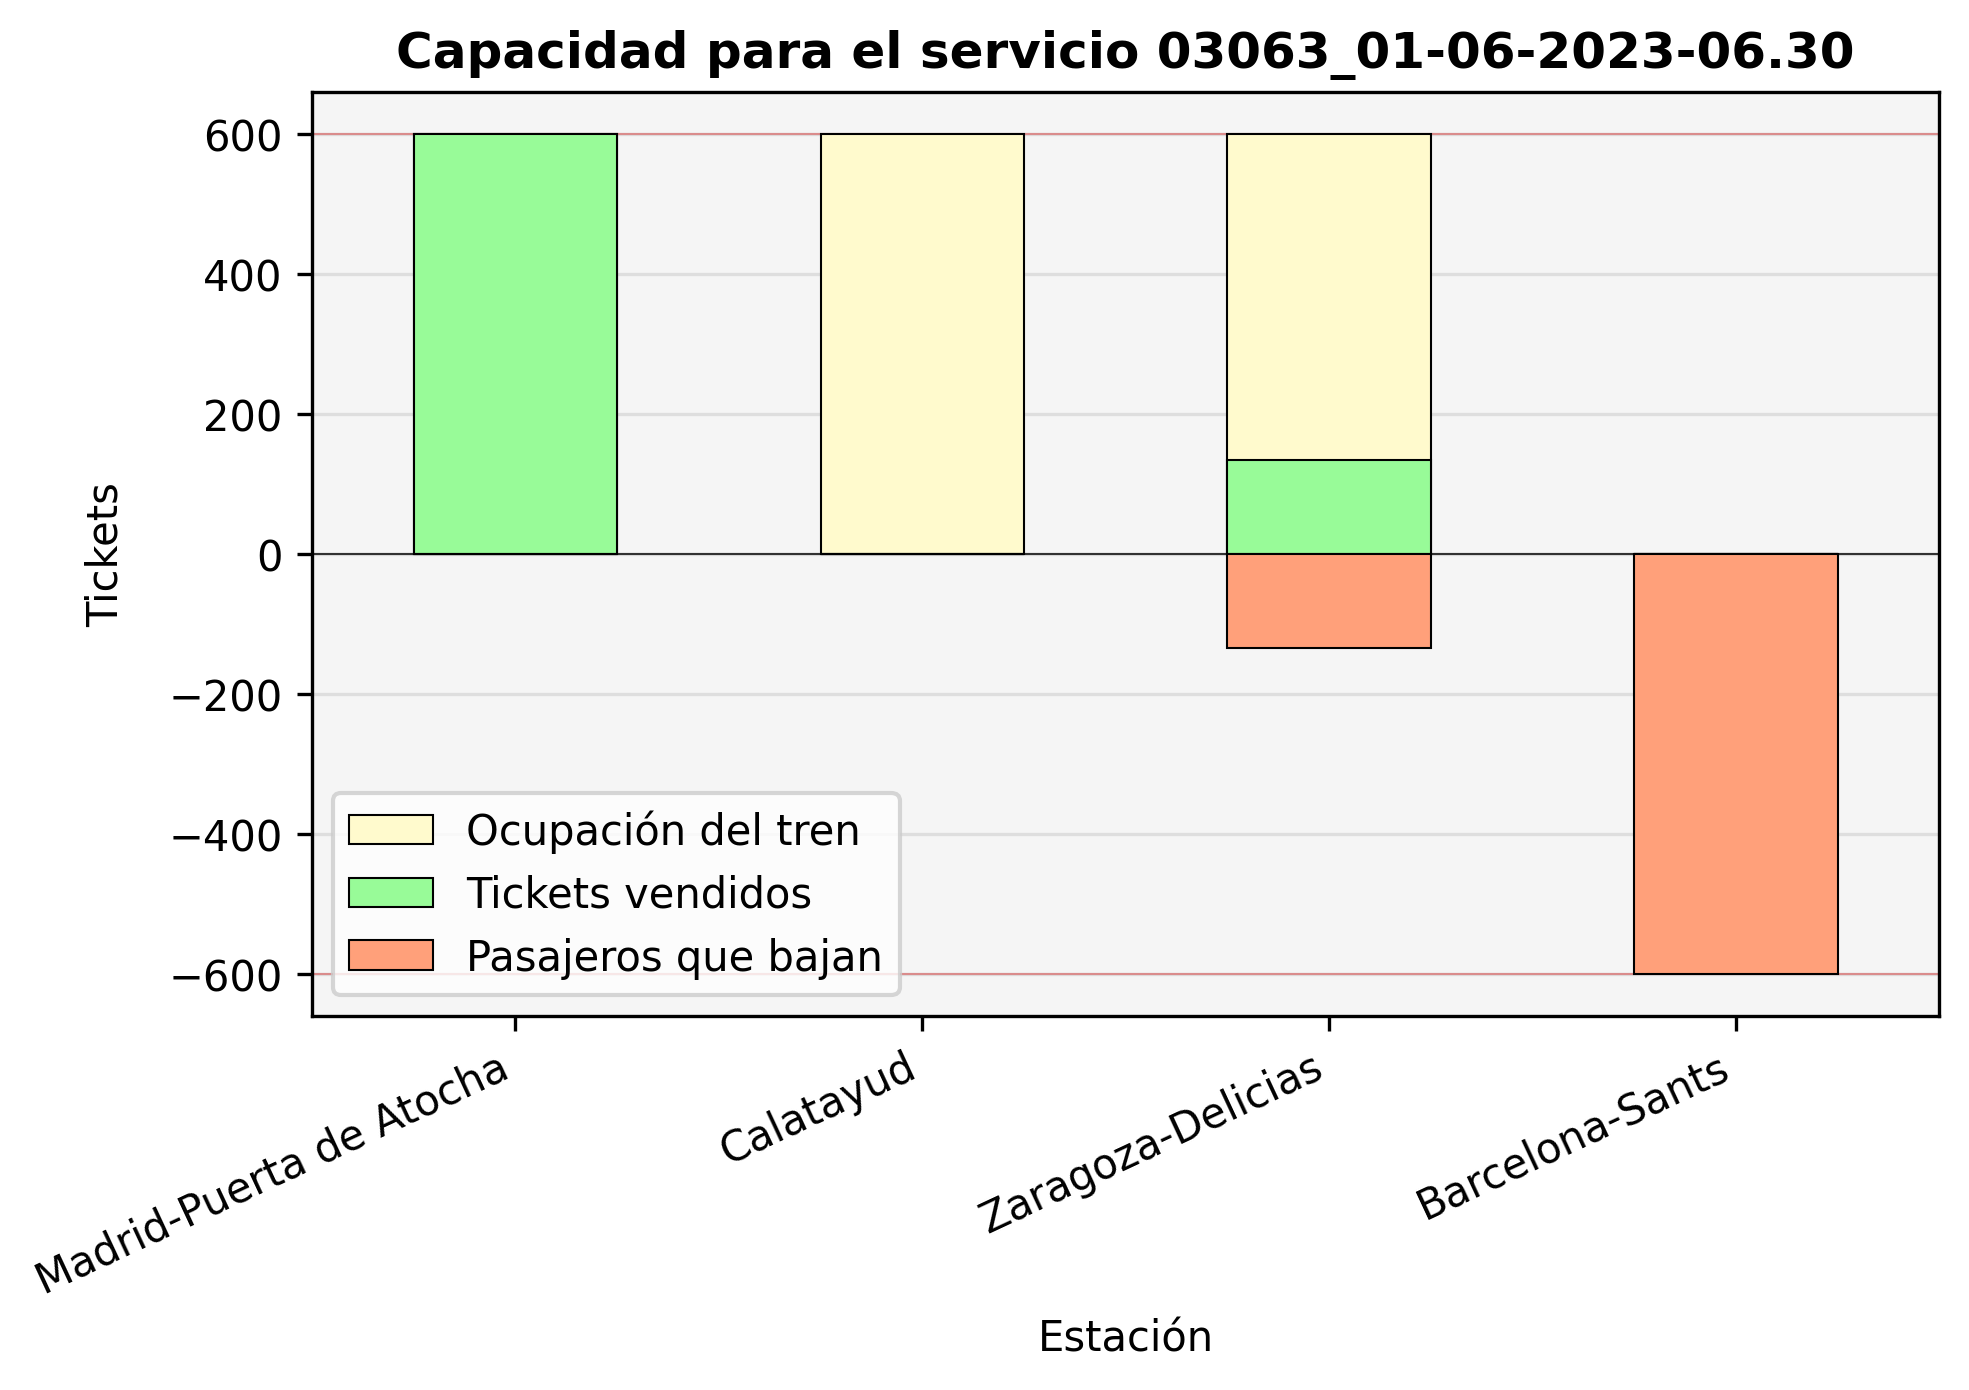 Capacidad para el servicio 03063_01-06-2023-06.30
600
400
200
0
−200
−400
−600
Tickets
Ocupación del tren
Tickets vendidos
Pasajeros que bajan
Madrid-Puerta de Atocha
Calatayud
Zaragoza-Delicias
Barcelona-Sants
Estación